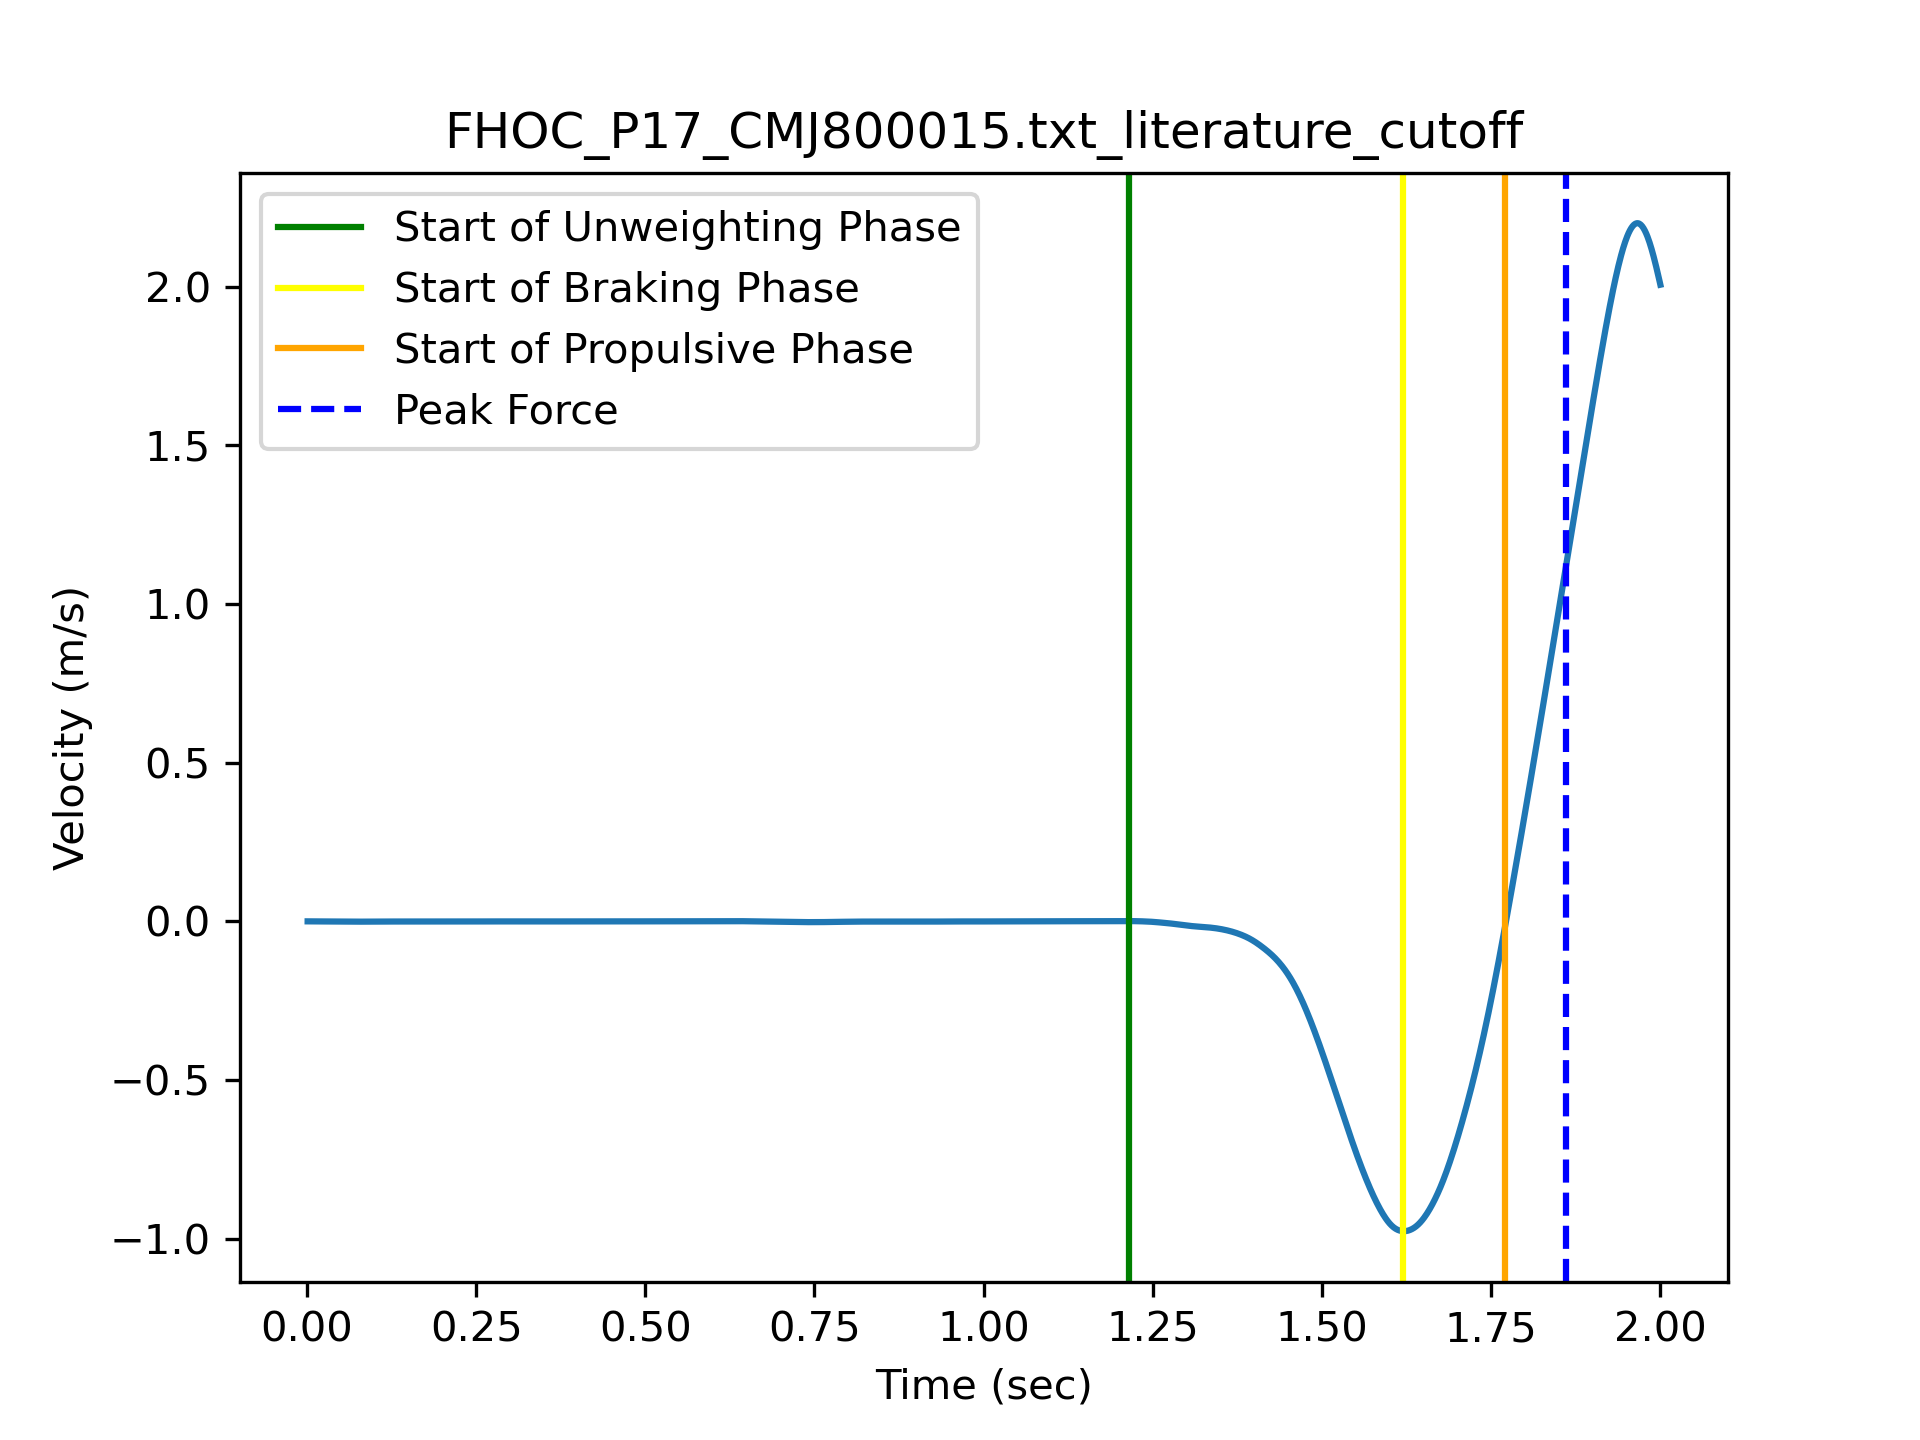 FHOC_P17_CMJ800015.txt_literature_cutoff
Start of Unweighting Phase
Start of Braking Phase
Start of Propulsive Phase
Peak Force
2.0
1.5
1.0
0.5
0.0
−0.5
−1.0
Velocity (m/s)
0.00 0.25 0.50 0.75 1.00 1.25 1.50 1.75 2.00
Time (sec)